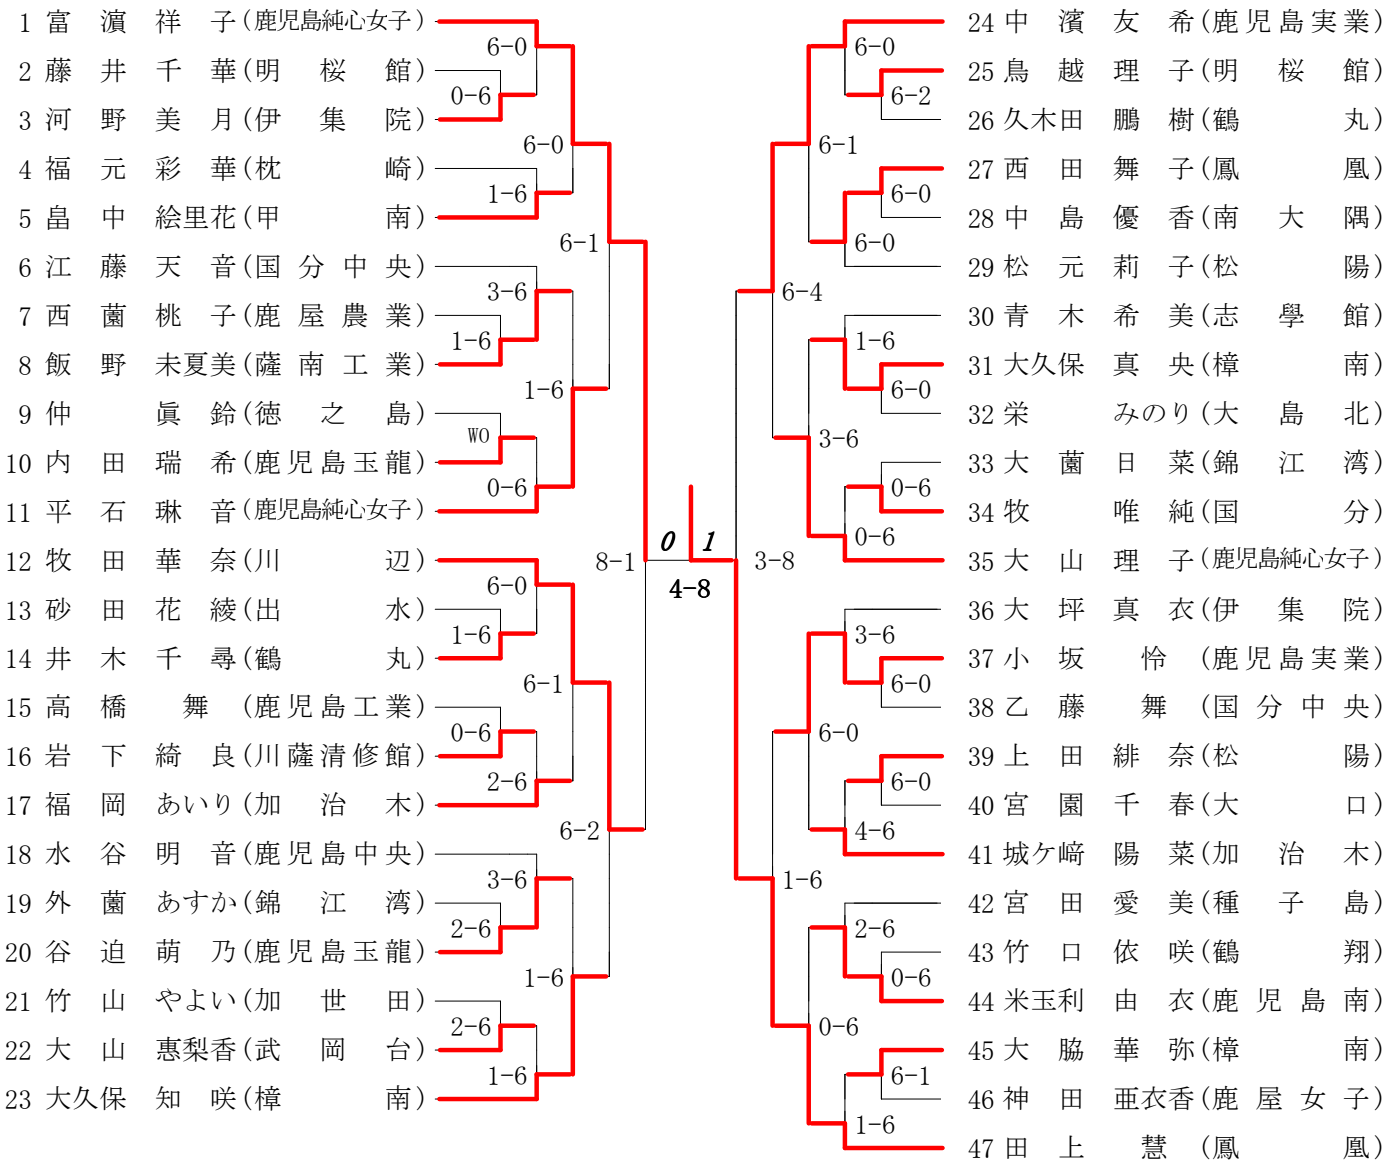 1 富濵祥子(鹿児島純心女子)
2 藤井千華(明桜館)
3 河野美月(伊集院)
4 福元彩華(枕崎)
5 畠中絵里花(甲南)
6 江藤天音(国分中央)
7 西薗桃子(鹿屋農業)
8 飯野未夏美(薩南工業)
9 仲眞鈴(徳之島)
10 内田瑞希(鹿児島玉龍)
11 平石琳音(鹿児島純心女子)
12 牧田華奈(川辺)
13 砂田花綾(出水)
14 井木千尋(鶴丸)
15 高橋舞(鹿児島工業)
16 岩下綺良(川薩清修館)
17 福岡あいり(加治木)
18 水谷明音(鹿児島中央)
19 外薗あすか(錦江湾)
20 谷迫萌乃(鹿児島玉龍)
21 竹山やよい(加世田)
22 大山惠梨香(武岡台)
23 大久保知咲(樟南)
6-0
0-6
1-6
3-6
1-6
WO
0-6
6-0
1-6
0-6
2-6
3-6
2-6
2-6
1-6
6-0
1-6
6-1
1-6
6-1
6-2
8-1
0 1
4-8
3-8
6-4
1-6
6-1
3-6
6-0
0-6
6-0
6-2
6-0
6-0
1-6
6-0
0-6
0-6
3-6
6-0
6-0
4-6
2-6
0-6
6-1
1-6
24 中濱友希(鹿児島実業)
25 鳥越理子(明桜館)
26 久木田鵬樹(鶴丸)
27 西田舞子(鳳凰)
28 中島優香(南大隅)
29 松元莉子(松陽)
30 青木希美(志學館)
31 大久保真央(樟南)
32 栄みのり(大島北)
33 大薗日菜(錦江湾)
34 牧唯純(国分)
35 大山理子(鹿児島純心女子)
36 大坪真衣(伊集院)
37 小坂怜(鹿児島実業)
38 乙藤舞(国分中央)
39 上田緋奈(松陽)
40 宮園千春(大口)
41 城ケ﨑陽菜(加治木)
42 宮田愛美(種子島)
43 竹口依咲(鶴翔)
44 米玉利由衣(鹿児島南)
45 大脇華弥(樟南)
46 神田亜衣香(鹿屋女子)
47 田上慧(鳳凰)